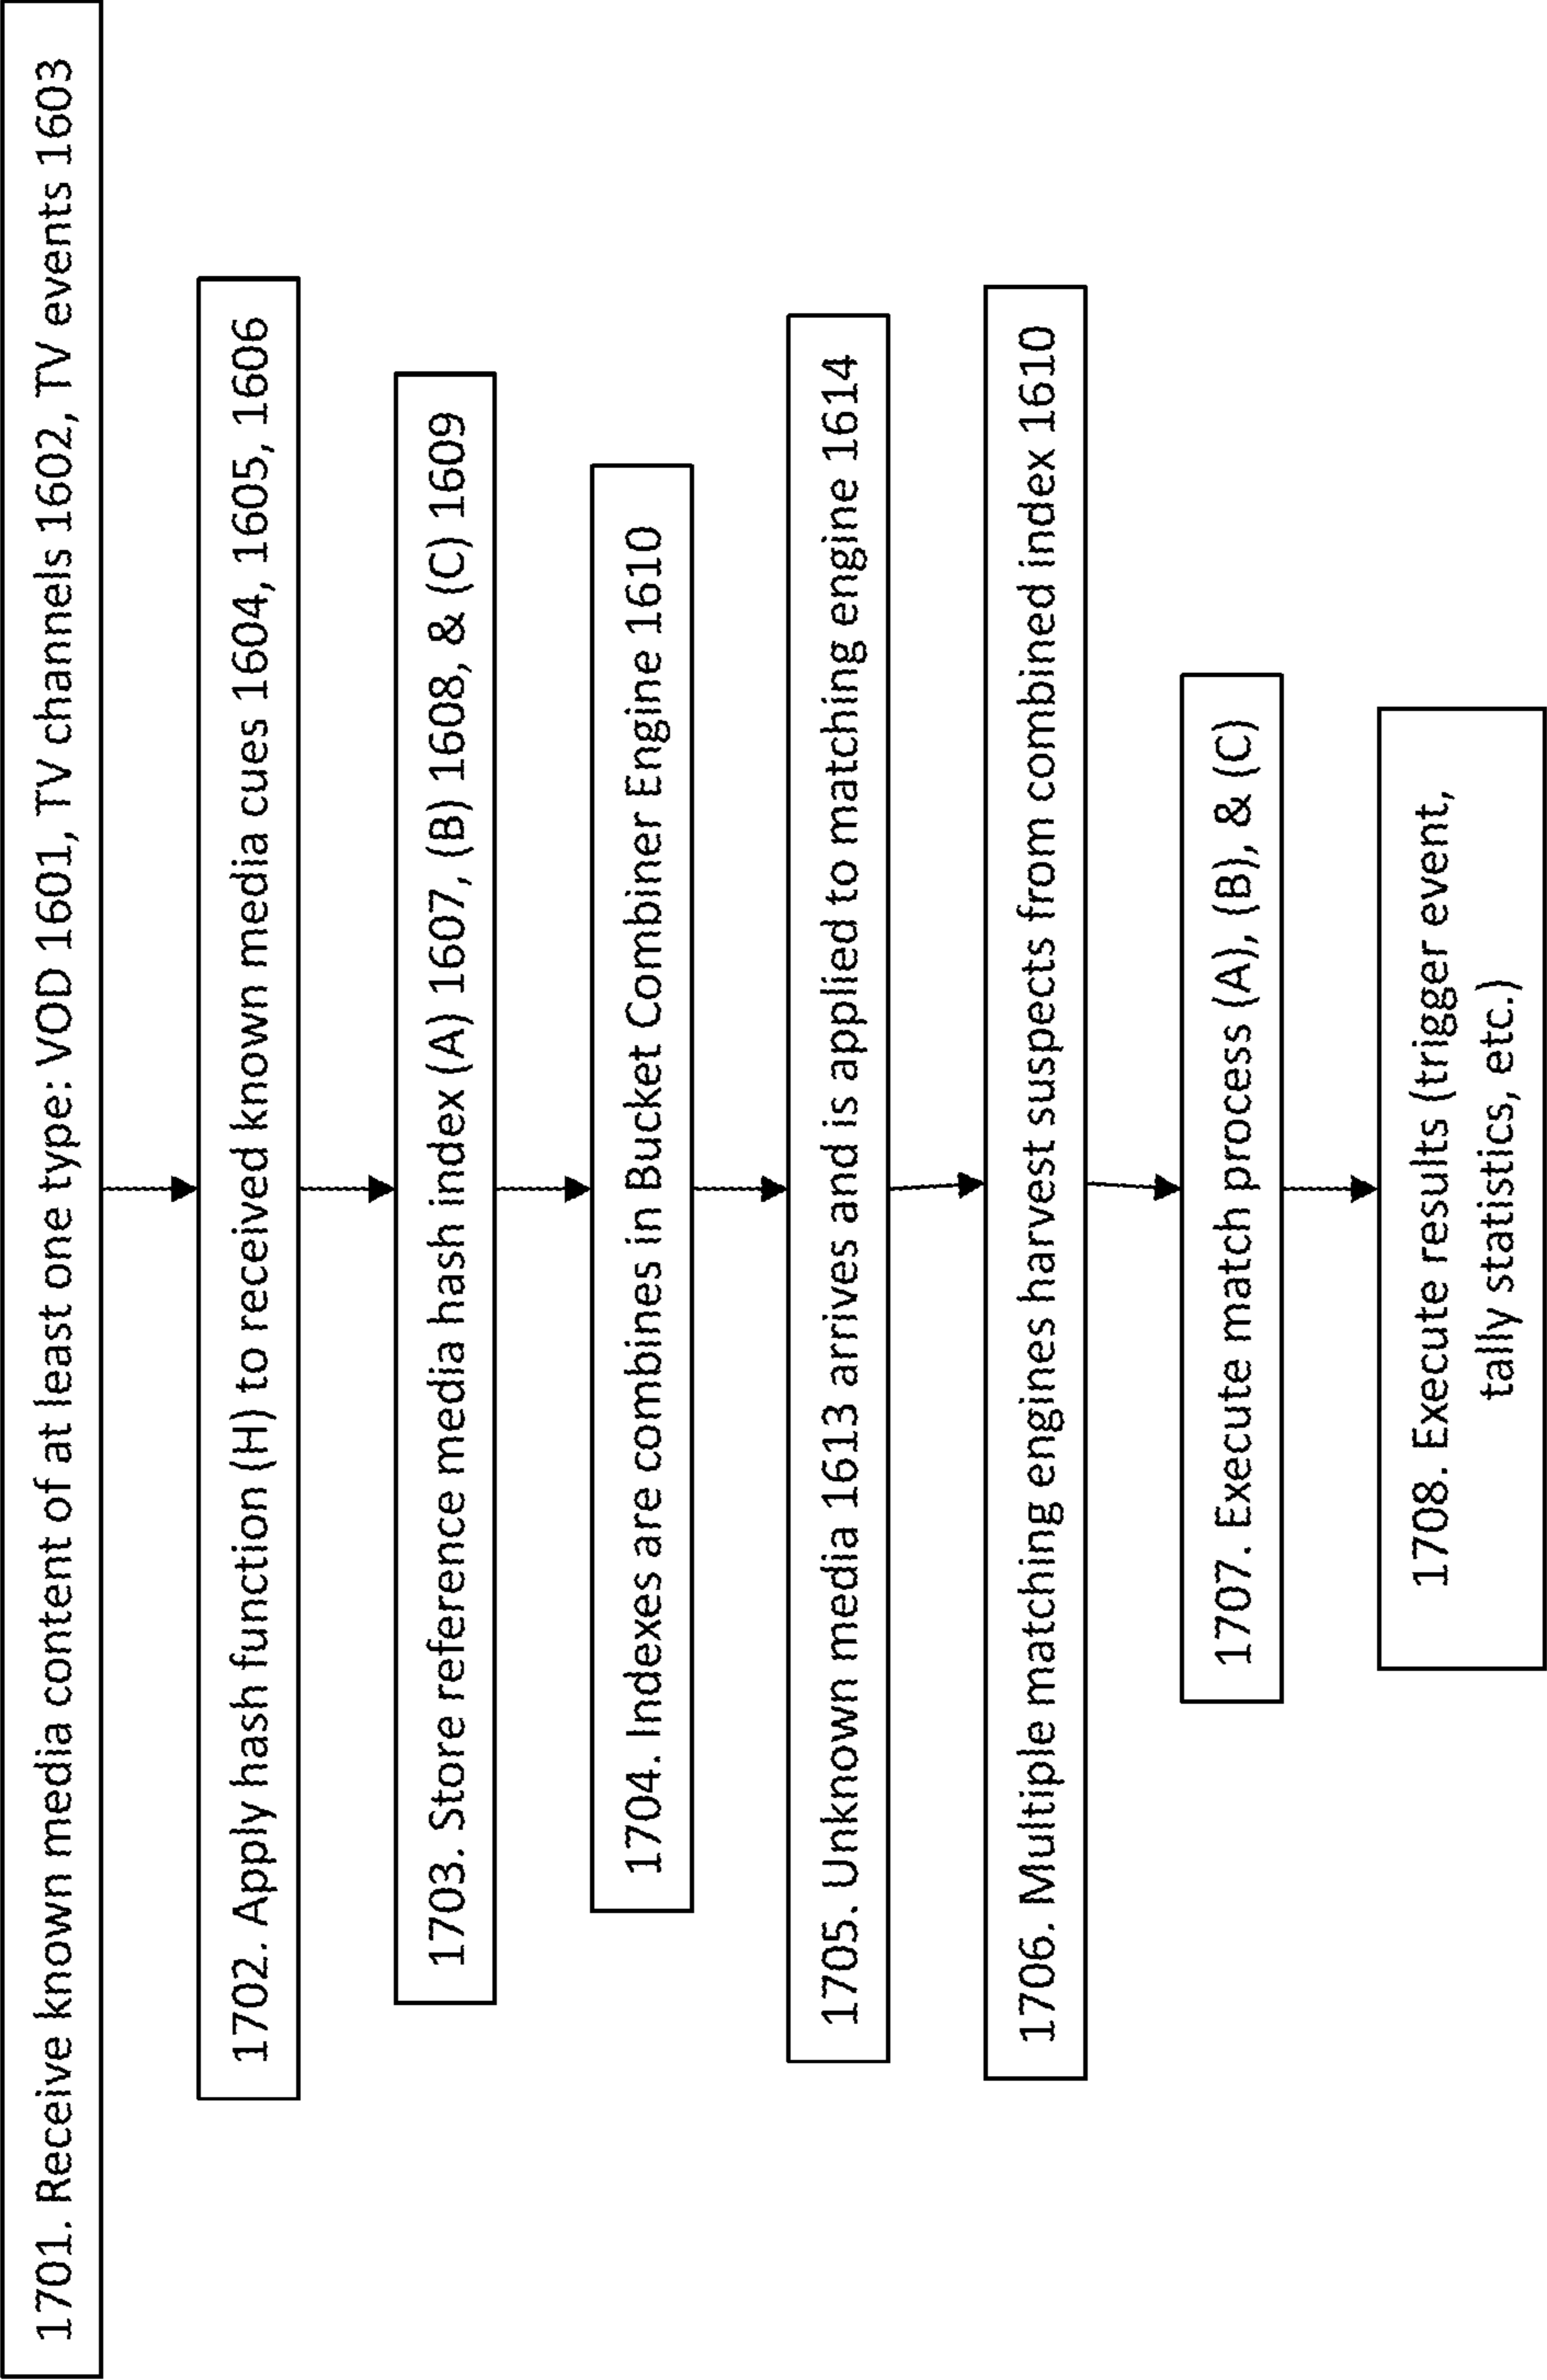 1701. Receive known media content of at least one type: VOD 1601, TV channels 1602, TV events 1603
1702. Apply hash function (H) to received known media cues 1604, 1605, 1606
1703. Store reference media hash index (A) 1607, (B) 1608, & (C) 1609
1704. Indexes are combines in Bucket Combiner Engine 1610
1705. Unknown media 1613 arrives and is applied to matching engine 1614
1706. Multiple matching engines harvest suspects from combined index 1610
1707. Execute match process (A), (B), & (C)
1708. Execute results (trigger event,
tally statistics, etc.)